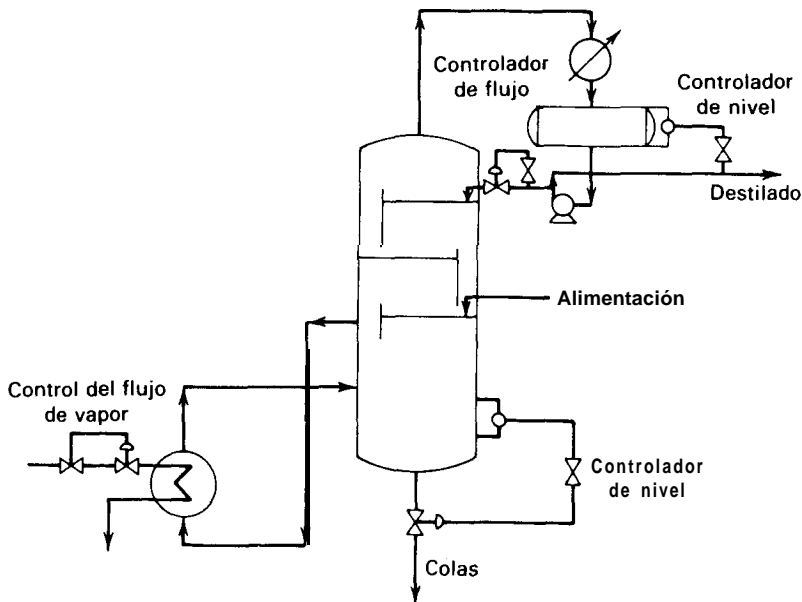 Controlador
de flujo
Controlador
de nivel
Destilado
Alimentación
Control del flujo
de vapor
Controlador
de nivel
Colas